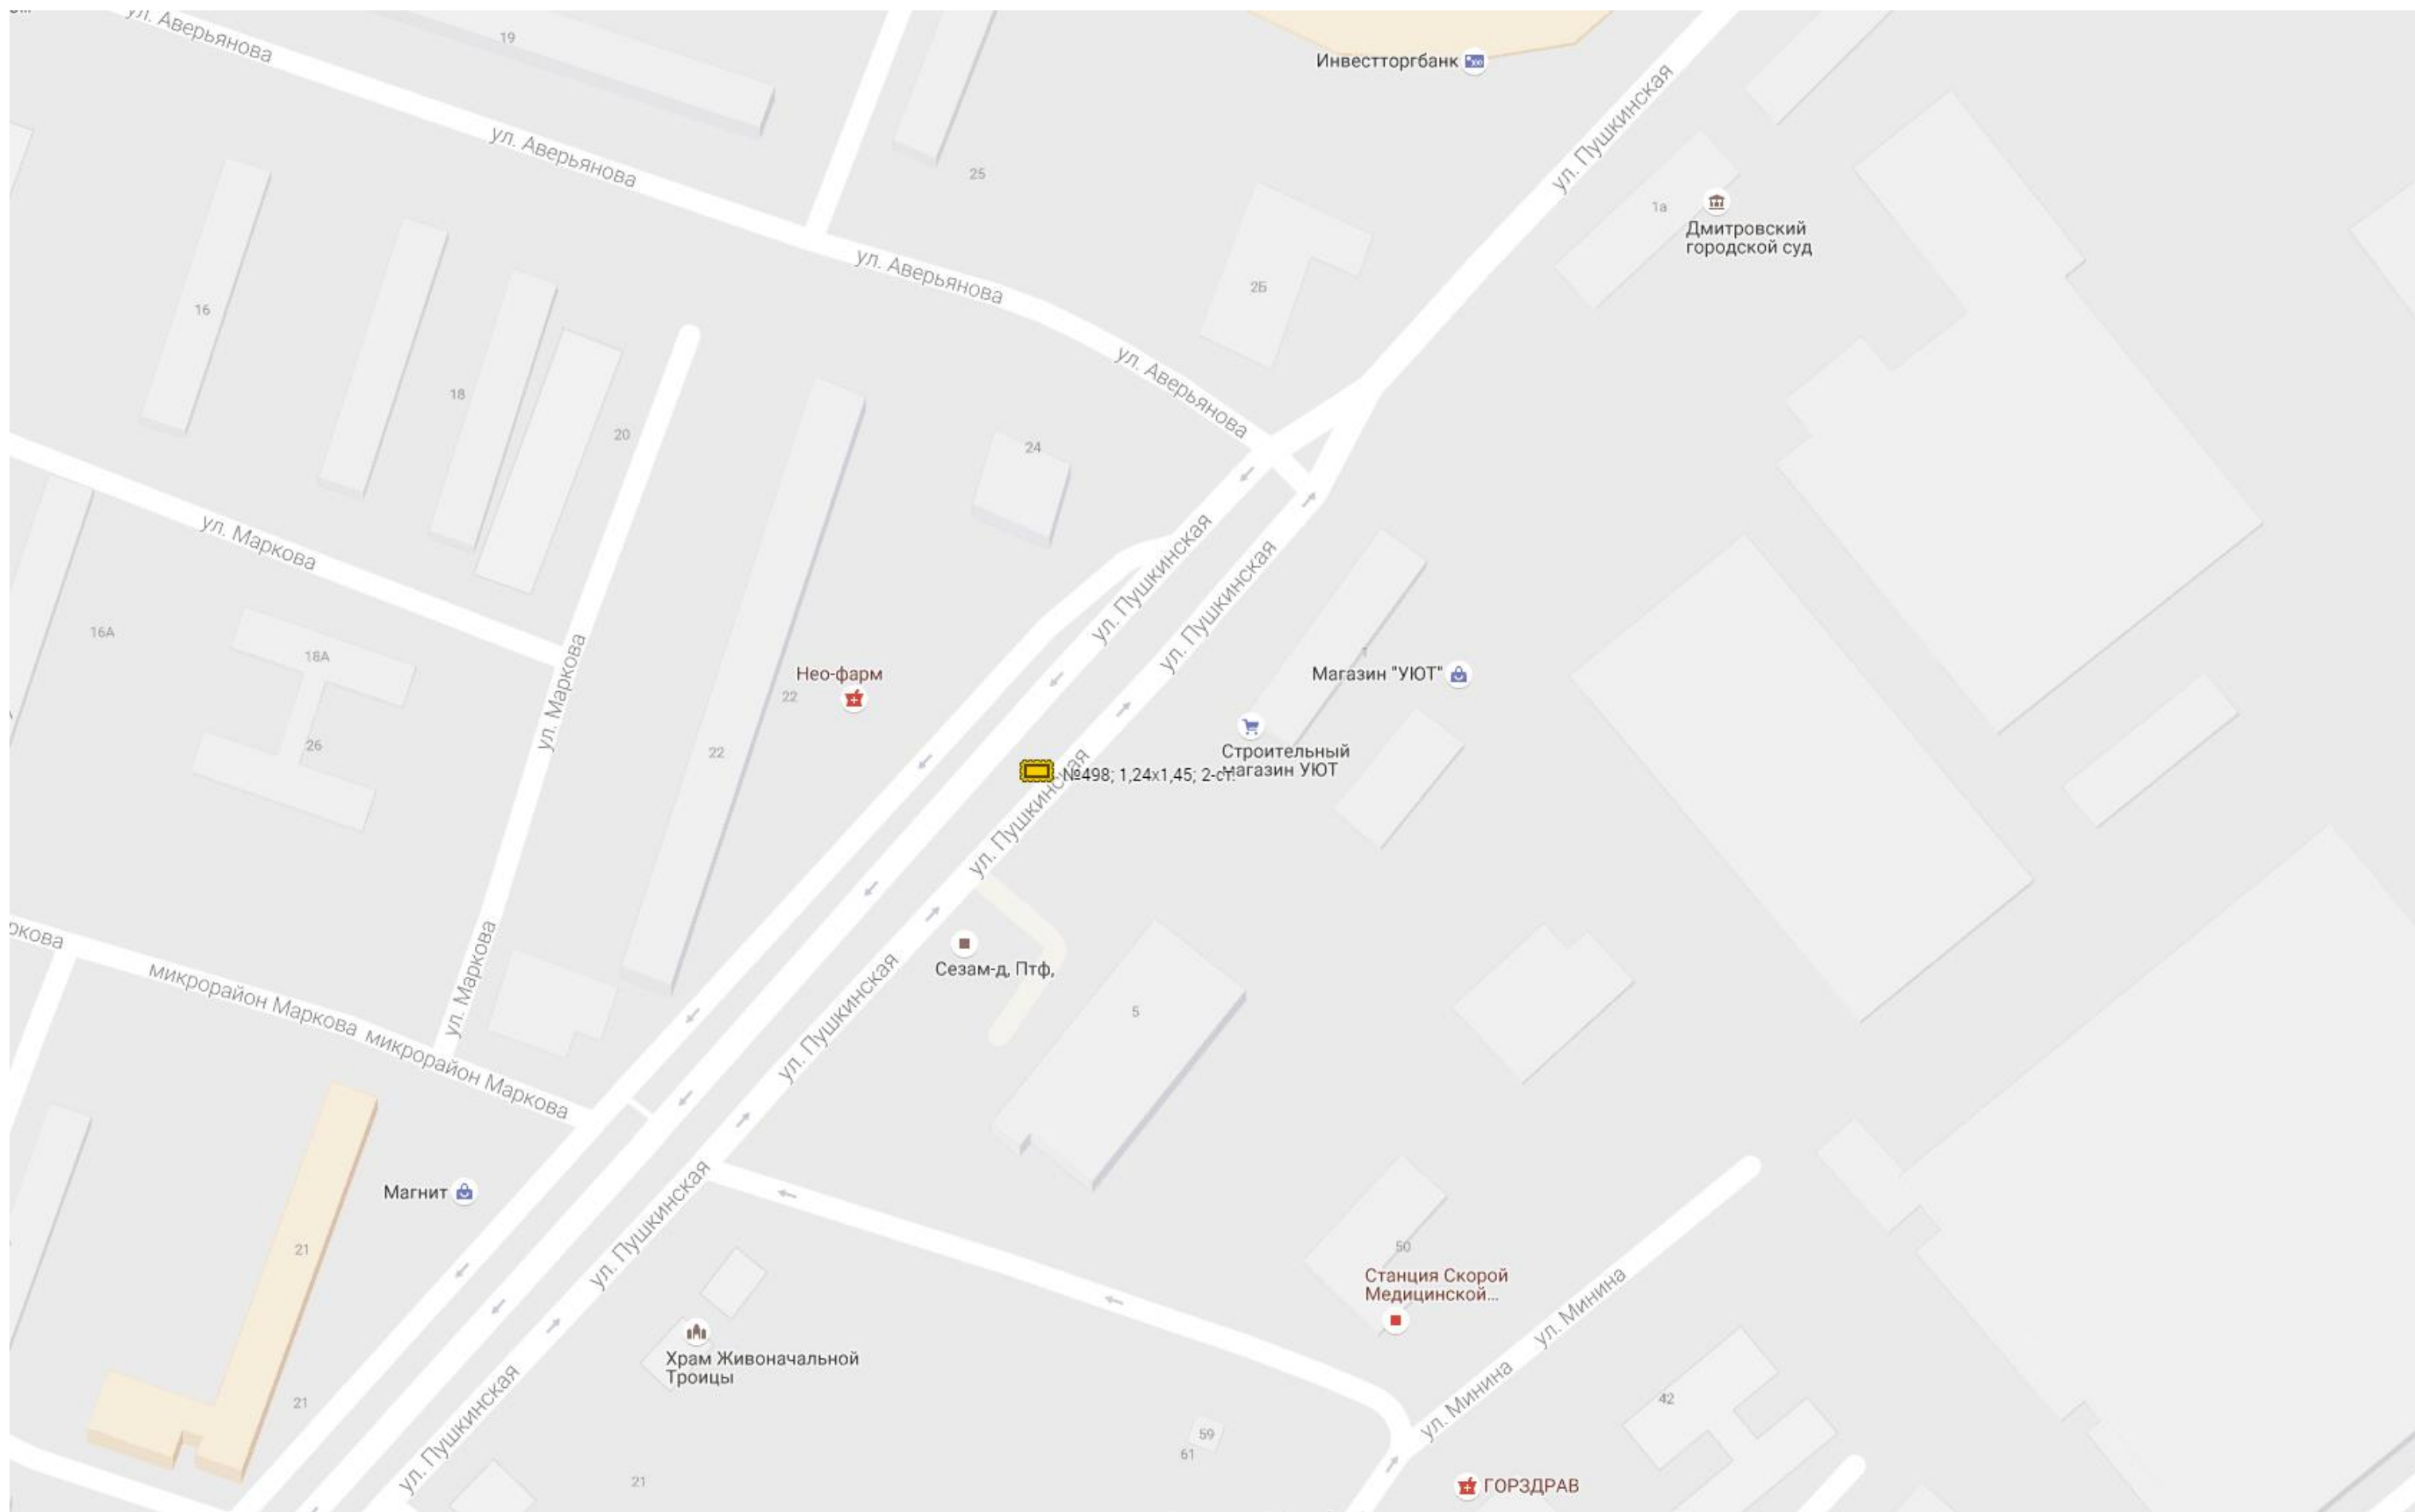 ул. Аверьянова
19
Инвестторгбанк
ул. Пушкинская
ул. Аверьянова
25
1а
Дмитровский
городской суд
ул. Аверьянова
2Б
16
ул. Аверьянова
18
20
24
ул. Маркова
ул. Пушкинская
ул. Пушкинская
16А
18А
ул. Маркова
1
Нео-фарм
22
Магазин "УЮТ"
26
22
Строительный
магазин УЮТ
№498; 1,24х1,45; 2-ст.
ул. Пушкинская
ул. Маркова
микрорайон Маркова
Сезам-д, Птф,
ул. Пушкинская
5
микрорайон Маркова
Магнит
21
ул. Пушкинская
50
Станция Скорой
Медицинской...
ул. Минина
Храм Живоначальной
Троицы
ул. Минина
21
42
ул. Пушкинская
59
61
21
ГОРЗДРАВ